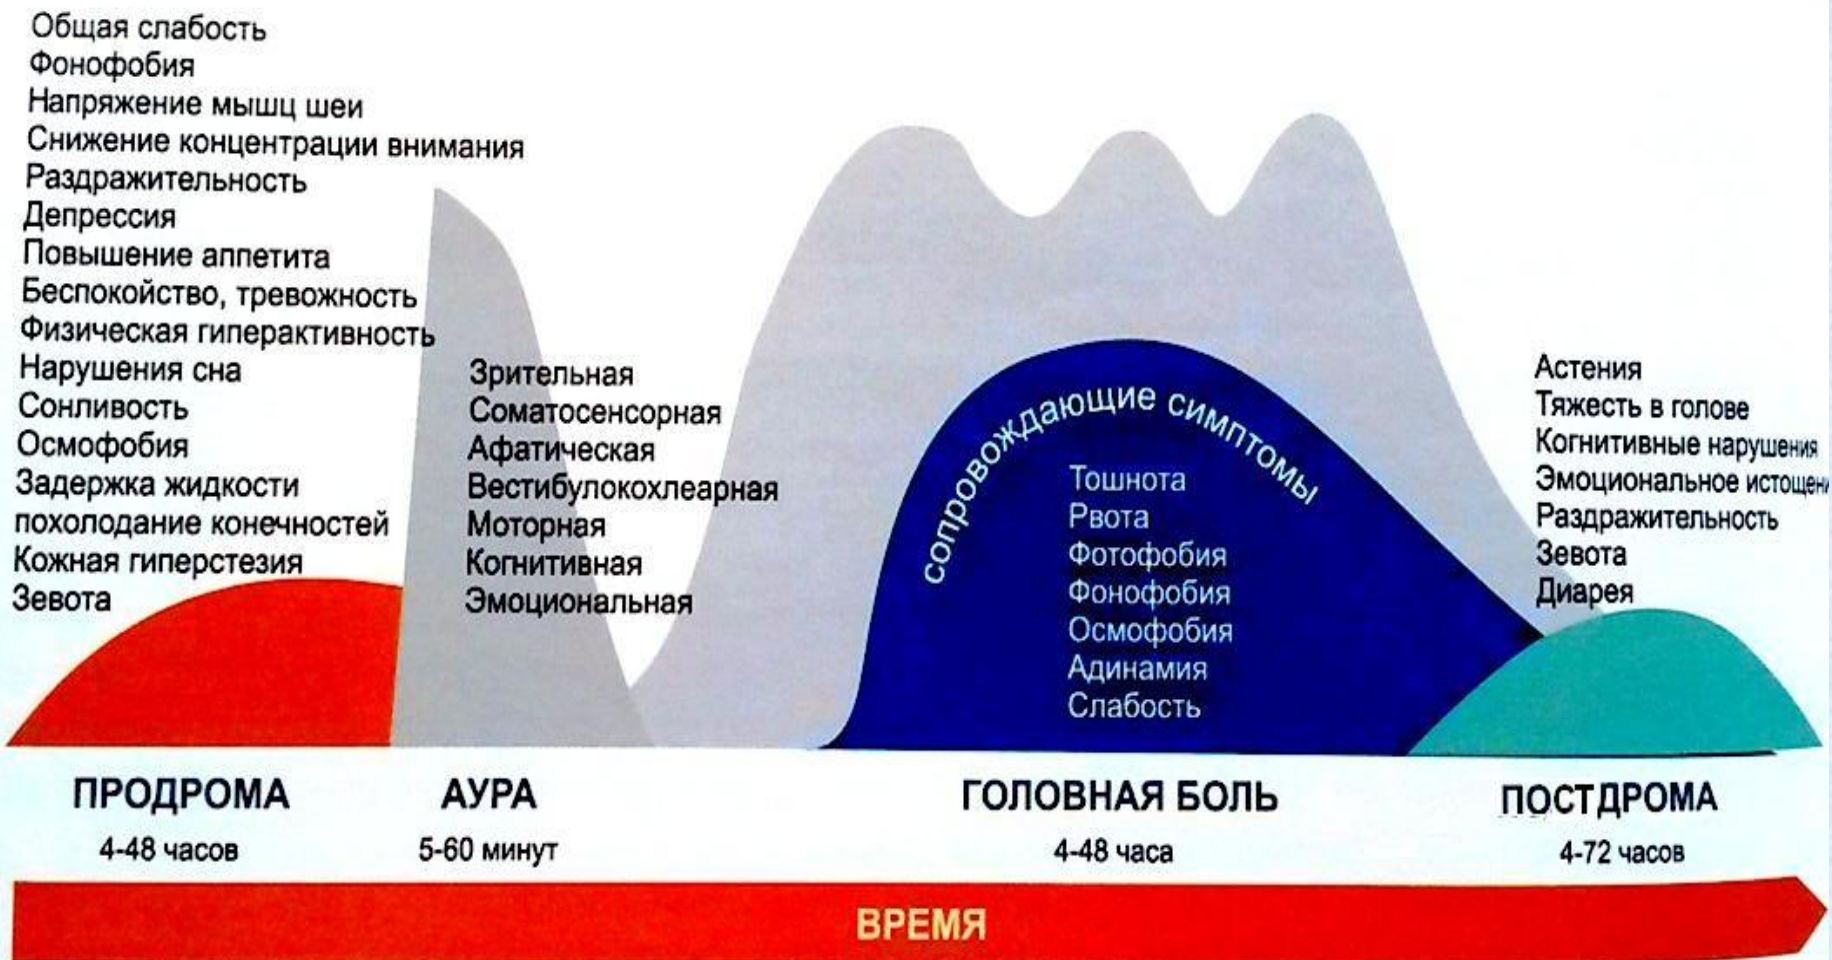 Общая слабость
Фонофобия
Напряжение мышц шеи
Снижение концентрации внимания
Раздражительность
Депрессия
Повышение аппетита
Беспокойство, тревожность
Физическая гиперактивность
Нарушения сна
Сонливость
Осмофобия
Задержка жидкости
похолодание конечностей
Кожная гиперстезия
Зевота
Зрительная
Соматосенсорная
Афатическая
Вестибулокохлеарная
Моторная
Когнитивная
Эмоциональная
сопровождающие симптомы
Тошнота
Рвота
Фотофобия
Фонофобия
Осмофобия
Адинамия
Слабость
Астения
Тяжесть в голове
Когнитивные нарушения
Эмоциональное
Раздражительность
Зевота
Диарея
ПРОДРОМА
4-48 часов
АУРА
5-60 минут
ГОЛОВНАЯ БОЛЬ
4-48 часа
ПОСТДРОМА
4-72 часов
ВРЕМЯ